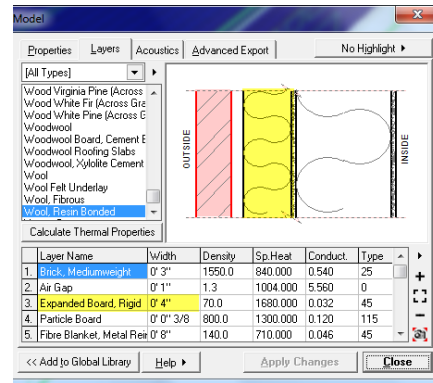 Model
Properties Layers Acoustics Advanced Export No Highlight
[All Types]
Wood Virginia Pine (Across
Wood White Fir (Across Gra
Wood White Pine (Across G
Woodwool
Woodwool Board, Cement B
Woodwool Roofing Slabs
Woodwool, Xylolite Cement
Wool
Wool Felt Underlay
Wool, Fibrous
Wool, Resin Bonded
Calculate Thermal Properties
OUTSIDE
INSIDE
Layer Name Width Density Sp.Heat Conduct. Type
1. Brick, Mediumweight 0' 3" 1550.0 840.000 0.540 25
2. Air Gap 0' 1" 1.3 1004.000 5.560 0
3. Expanded Board, Rigid 0' 4" 70.0 1680.000 0.032 45
4. Particle Board 0' 0" 3/8 800.0 1300.000 0.120 115
5. Fibre Blanket, Metal Rein 0' 8" 140.0 710.000 0.046 45
<< Add to Global Library Help Apply Changes Close